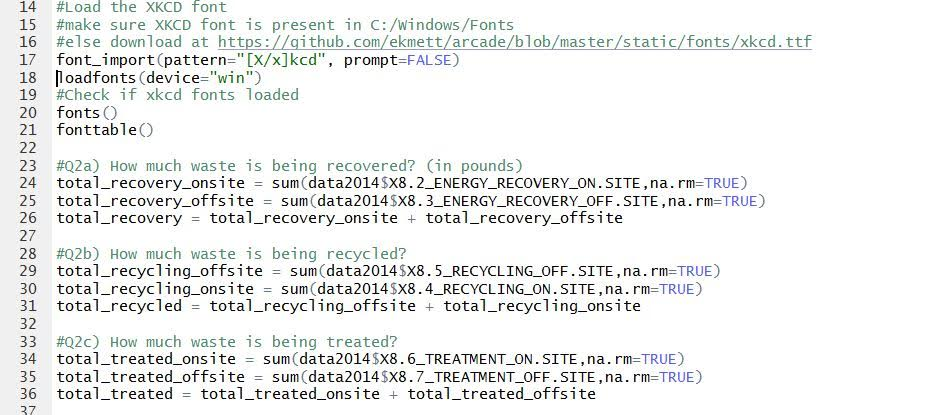 14 #Load the XKCD font
15 #make sure XKCD font is present in C:/Windows/Fonts
16 #else download at https://github.com/ekmett/arcade/blob/master/static/fonts/xkcd.ttf
17 font_import(pattern="[X/x]kcd", prompt=FALSE)
18 loadfonts(device="win")
19 #Check if xkcd fonts loaded
20 fonts()
21 fonttable()
22
23 #Q2a) How much waste is being recovered? (in pounds)
24 total_recovery_onsite = sum(data2014$X8.2_ENERGY_RECOVERY_ON.SITE,na.rm=TRUE)
25 total_recovery_offsite = sum(data2014$X8.3_ENERGY_RECOVERY_OFF.SITE,na.rm=TRUE)
26 total_recovery = total_recovery_onsite + total_recovery_offsite
27
28 #Q2b) How much waste is being recycled?
29 total_recycling_offsite = sum(data2014$X8.5_RECYCLING_OFF.SITE,na.rm=TRUE)
30 total_recycling_onsite = sum(data2014$X8.4_RECYCLING_ON.SITE,na.rm=TRUE)
31 total_recycled = total_recycling_offsite + total_recycling_onsite
32
33 #Q2c) How much waste is being treated?
34 total_treated_onsite = sum(data2014$X8.6_TREATMENT_ON.SITE,na.rm=TRUE)
35 total_treated_offsite = sum(data2014$X8.7_TREATMENT_OFF.SITE,na.rm=TRUE)
36 total_treated = total_treated_onsite + total_treated_offsite
37